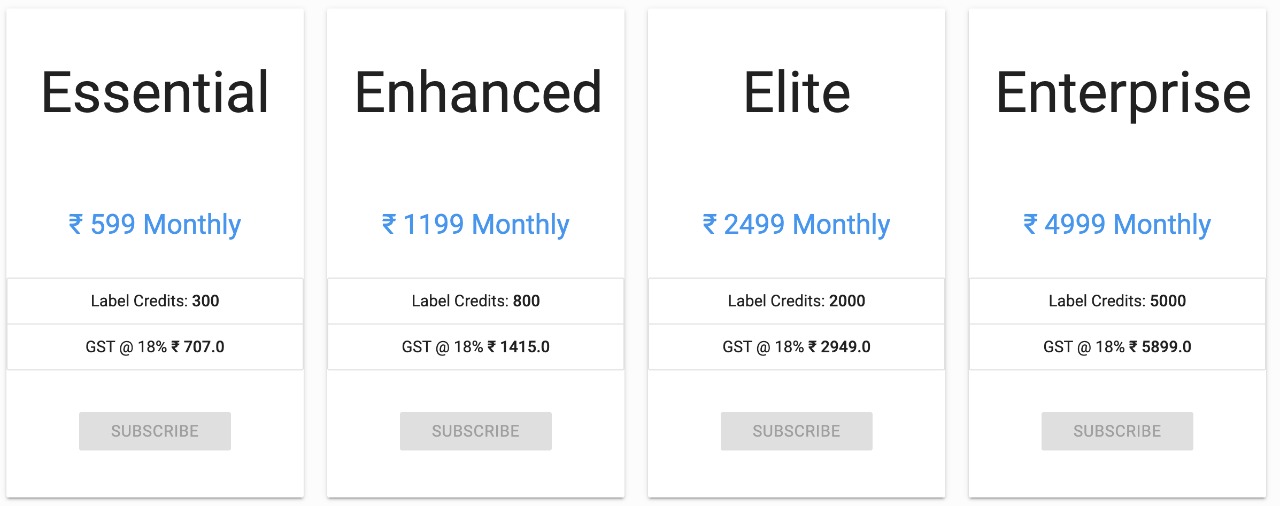 Essential
₹ 599 Monthly
Label Credits: 300
GST @ 18% ₹ 707.0
SUBSCRIBE
Enhanced
₹ 1199 Monthly
Label Credits: 800
GST @ 18% ₹ 1415.0
SUBSCRIBE
Elite
₹ 2499 Monthly
Label Credits: 2000
GST @ 18% ₹ 2949.0
SUBSCRIBE
Enterprise
₹ 4999 Monthly
Label Credits: 5000
GST @ 18% ₹ 5899.0
SUBSCRIBE